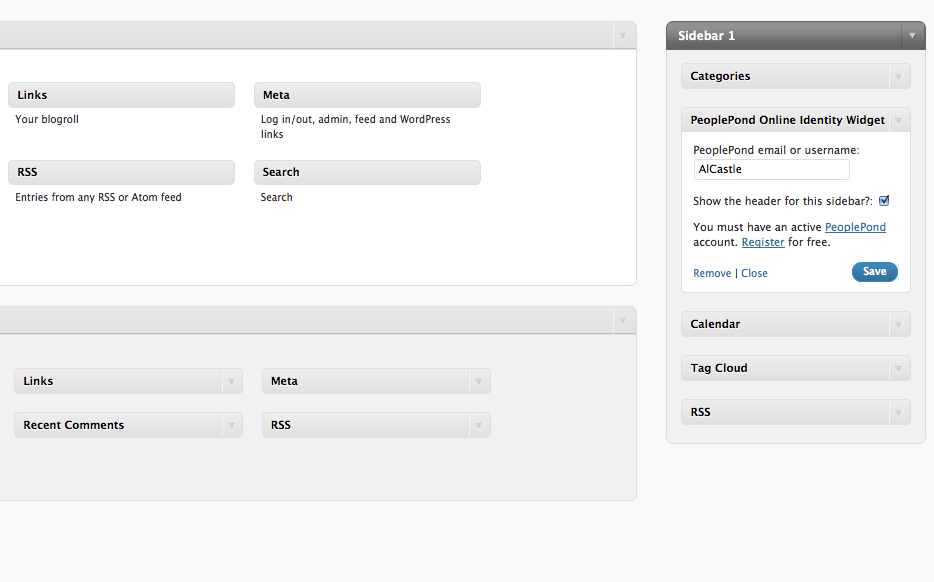 Links
Your blogroll
Meta
Log in/out, admin, feed and WordPress
links
RSS
Entries from any RSS or Atom feed
Search
Search
Links
Meta
Recent Comments
RSS
Sidebar 1
Categories
PeoplePond Online Identity Widget
PeoplePond email or username:
AlCastle
Show the header for this sidebar?:
You must have an active PeoplePond
account. Register for free.
Remove | Close
Save
Calendar
Tag Cloud
RSS